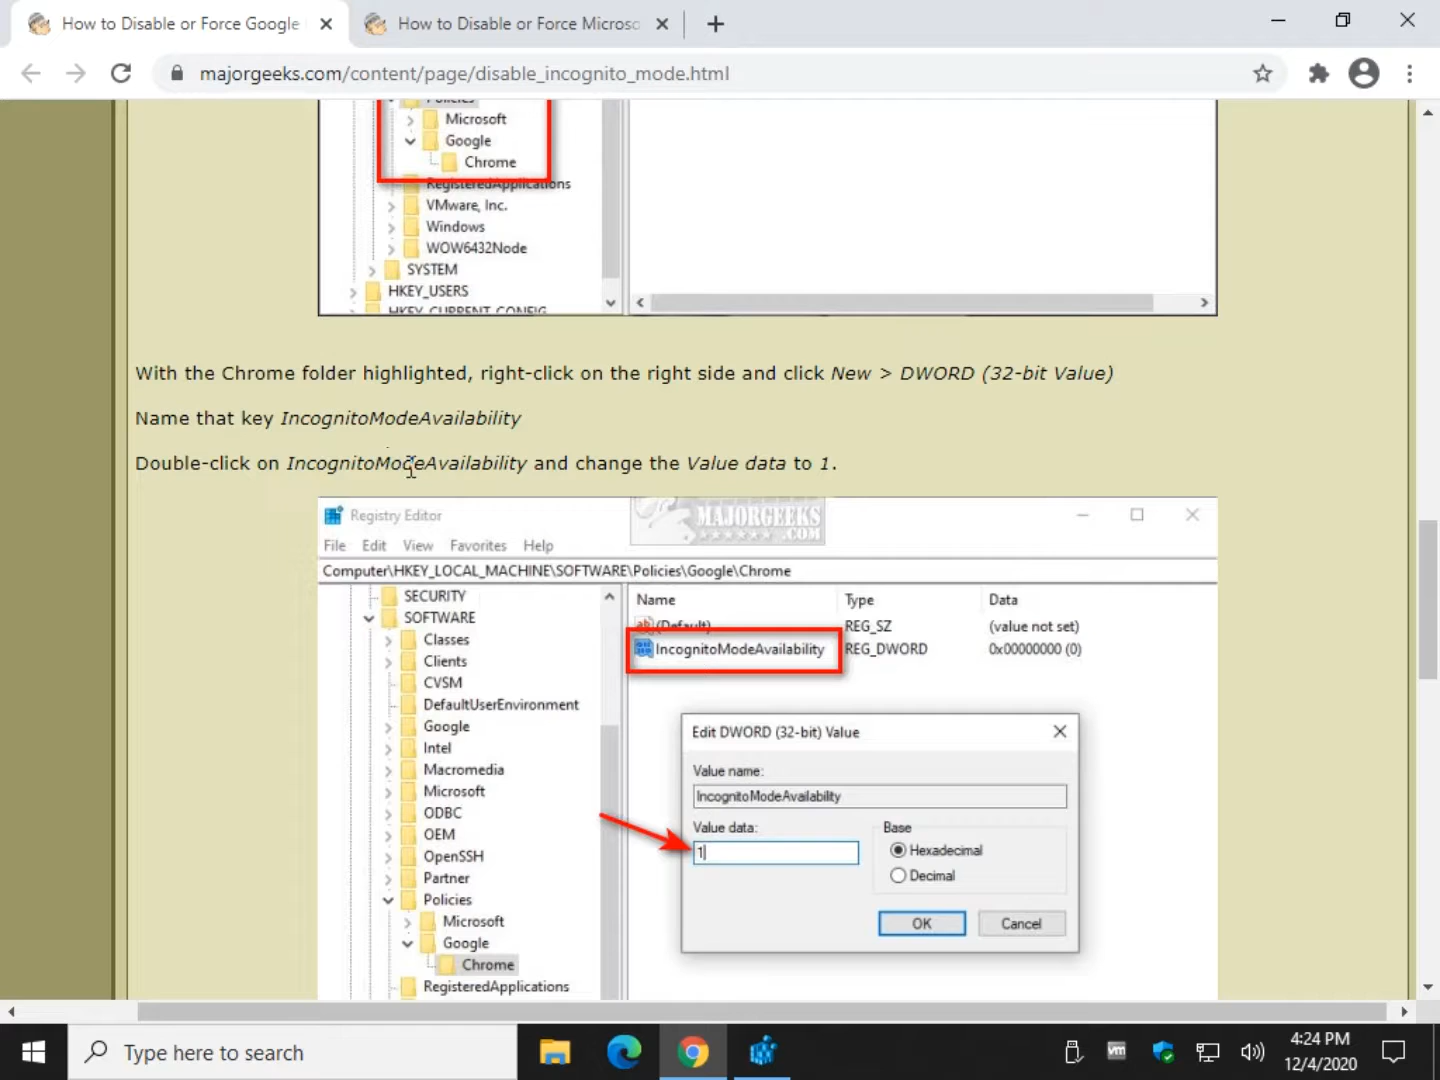 How to Disable or Force Google
How to Disable or Force Microso
majorgeeks.com/content/page/disable_incognito_mode.html
Policies
Microsoft
Google
Chrome
RegisteredApplications
VMware, Inc.
Windows
WOW6432Node
SYSTEM
HKEY_USERS
HKEY_CURRENT_CONFIG
With the Chrome folder highlighted, right-click on the right side and click New > DWORD (32-bit Value)
Name that key IncognitoModeAvailability
Double-click on IncognitoModeAvailability and change the Value data to 1.
Registry Editor
MAJORGEEKS
.COM
File Edit View Favorites Help
Computer\HKEY_LOCAL_MACHINE\SOFTWARE\Policies\Google\Chrome
SECURITY
SOFTWARE
Classes
Clients
CVSM
DefaultUserEnvironment
Google
Intel
Macromedia
Microsoft
ODBC
OEM
OpenSSH
Partner
Policies
Microsoft
Google
Chrome
RegisteredApplications
Name Type Data
ab (Default) REG_SZ (value not set)
IncognitoModeAvailability REG_DWORD 0x00000000 (0)
Edit DWORD (32-bit) Value
Value name:
IncognitoModeAvailability
Value data:
1
Base
Hexadecimal
Decimal
OK Cancel
Type here to search
vm
4:24 PM
12/4/2020